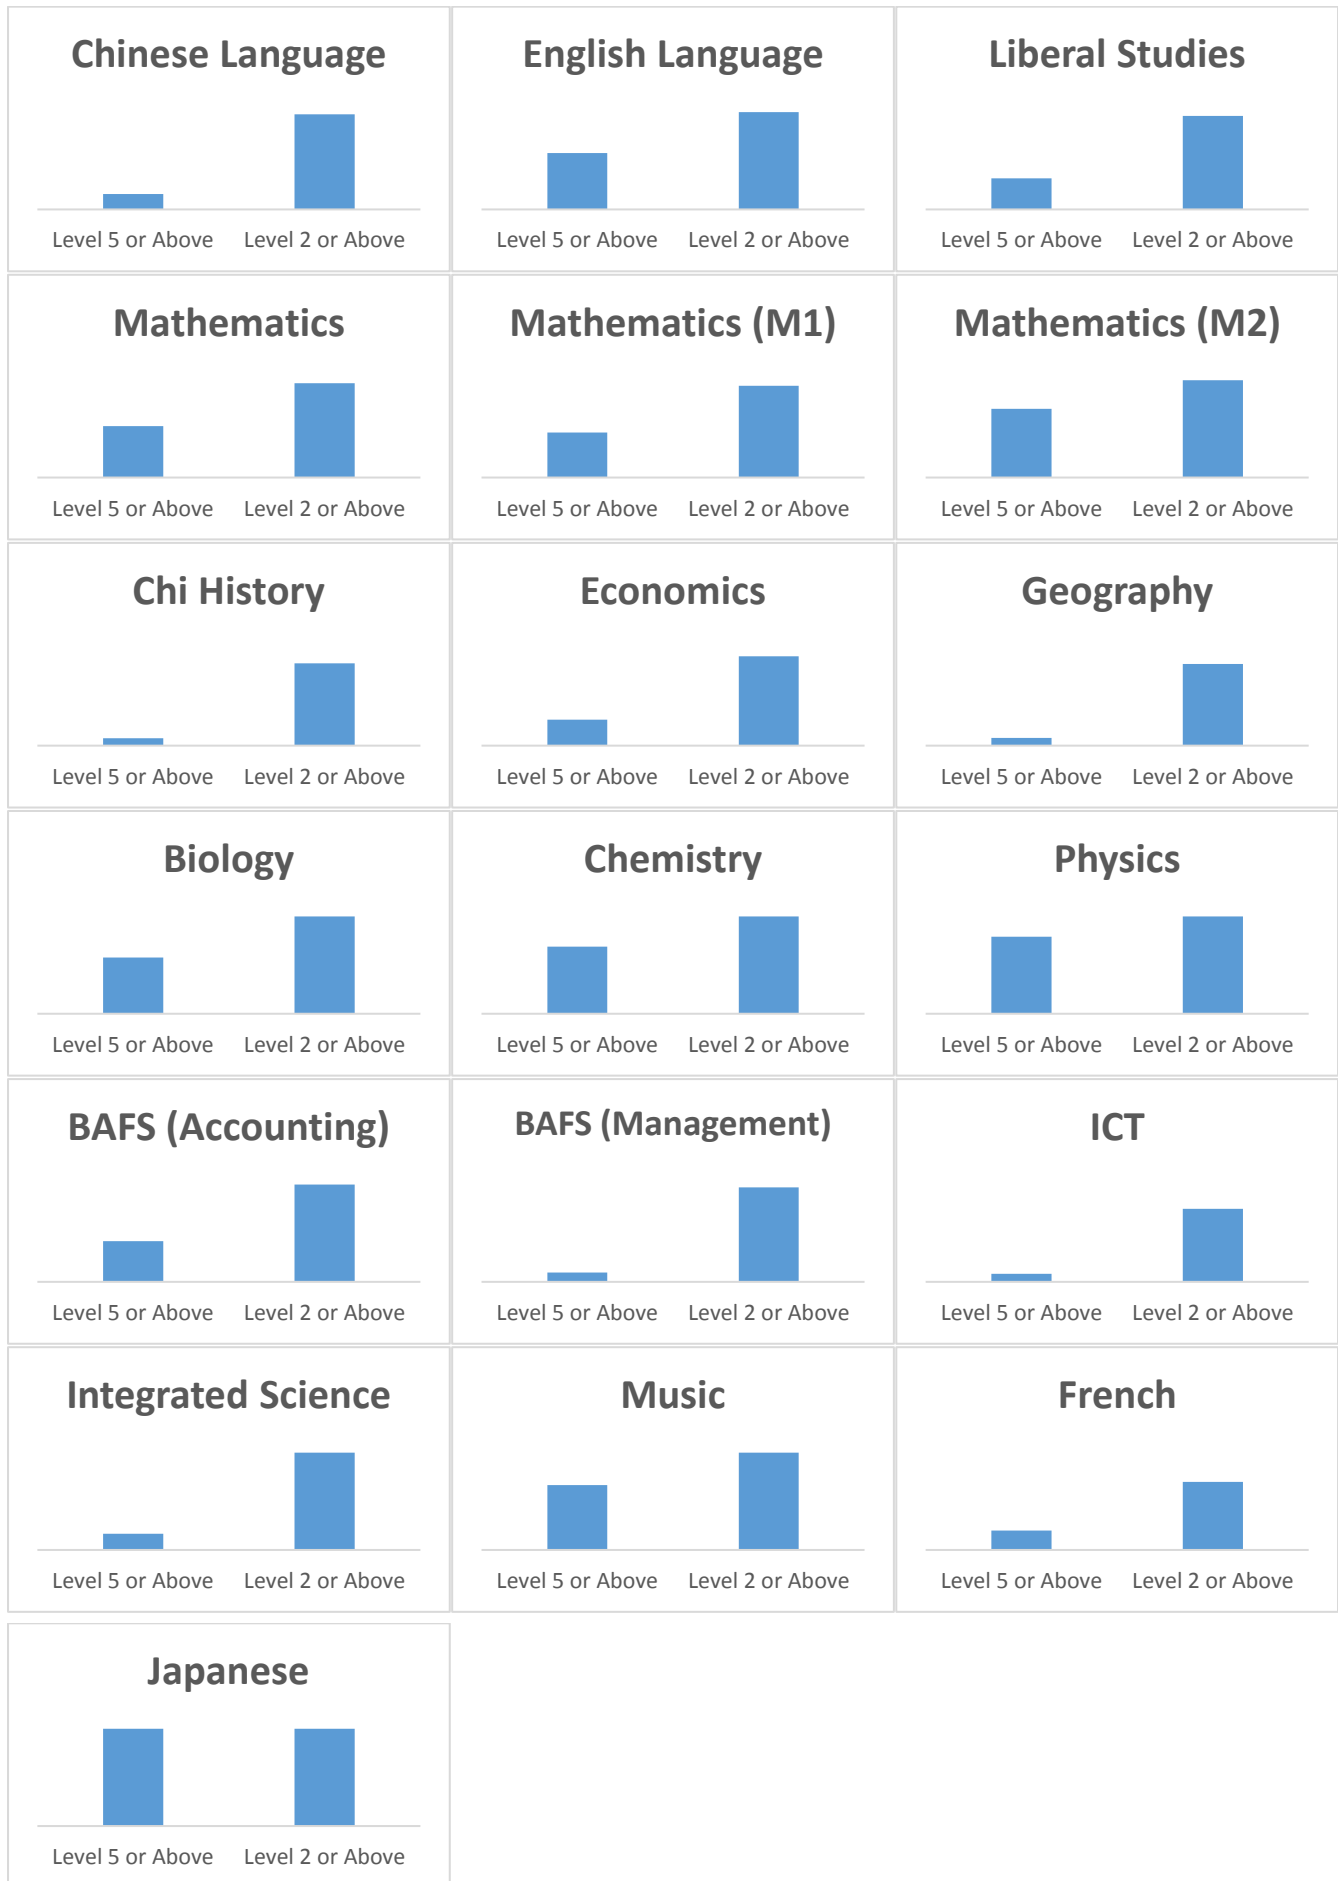 Chinese Language
Level 5 or Above
Level 2 or Above
English Language
Level 5 or Above
Level 2 or Above
Liberal Studies
Level 5 or Above
Level 2 or Above
Mathematics
Level 5 or Above
Level 2 or Above
Mathematics (M1)
Level 5 or Above
Level 2 or Above
Mathematics (M2)
Level 5 or Above
Level 2 or Above
Chi History
Level 5 or Above
Level 2 or Above
Economics
Level 5 or Above
Level 2 or Above
Geography
Level 5 or Above
Level 2 or Above
Biology
Level 5 or Above
Level 2 or Above
Chemistry
Level 5 or Above
Level 2 or Above
Physics
Level 5 or Above
Level 2 or Above
BAFS (Accounting)
Level 5 or Above
Level 2 or Above
BAFS (Management)
Level 5 or Above
Level 2 or Above
ICT
Level 5 or Above
Level 2 or Above
Integrated Science
Level 5 or Above
Level 2 or Above
Music
Level 5 or Above
Level 2 or Above
French
Level 5 or Above
Level 2 or Above
Japanese
Level 5 or Above
Level 2 or Above